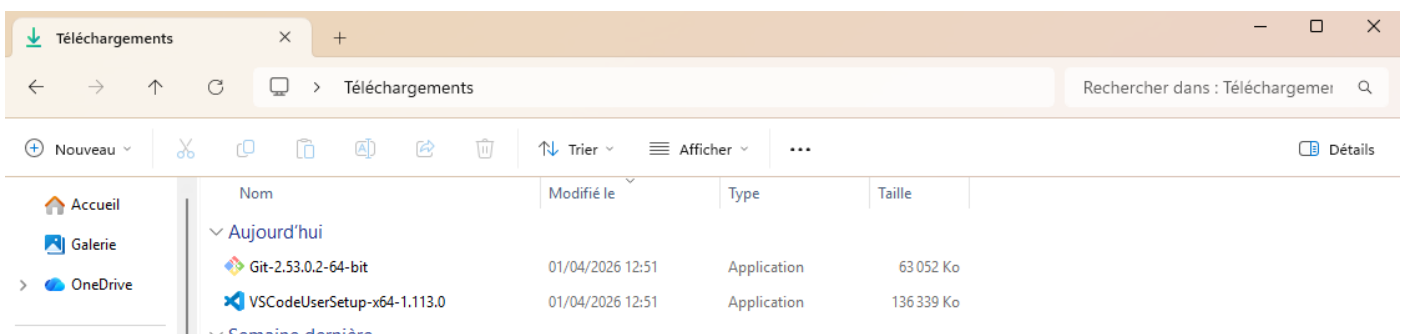 Téléchargements
Téléchargements
Rechercher dans : Téléchargemer
Nouveau Trier Afficher Détails
Accueil
Galerie
OneDrive
Nom Modifié le Type Taille
Aujourd'hui
Git-2.53.0.2-64-bit 01/04/2026 12:51 Application 63 052 Ko
VSCodeUserSetup-x64-1.113.0 01/04/2026 12:51 Application 136 339 Ko
Semaine dernière